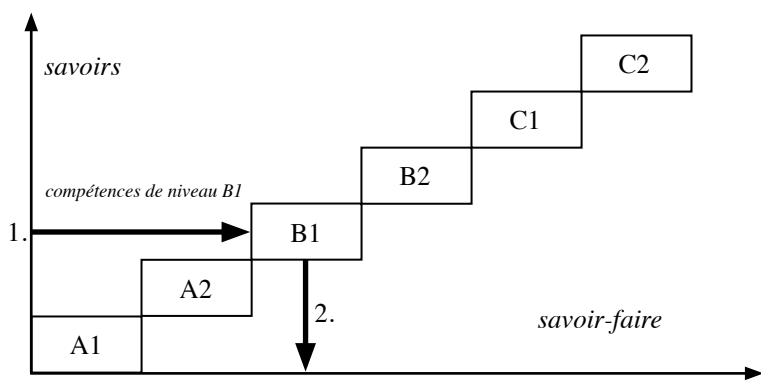 savoirs
C2
C1
B2
compétences de niveau B1
1.
B1
A2
2.
savoir-faire
A1